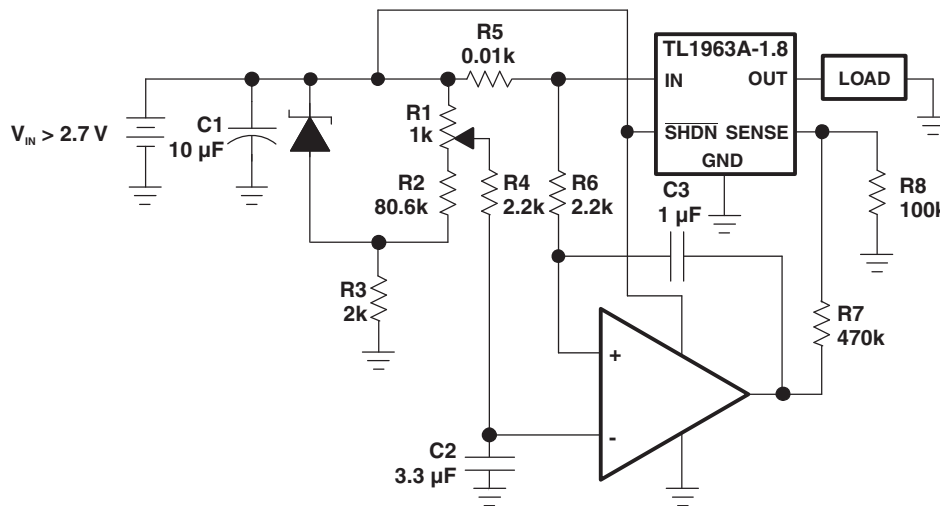 R5
0.01k
TL1963A-1.8
IN
OUT
LOAD
SHDN
SENSE
GND
VIN > 2.7 V
C1
10 µF
R1
1k
R2
80.6k
R4
2.2k
R6
2.2k
C3
1 µF
R8
100k
R3
2k
R7
470k
+
-
C2
3.3 µF